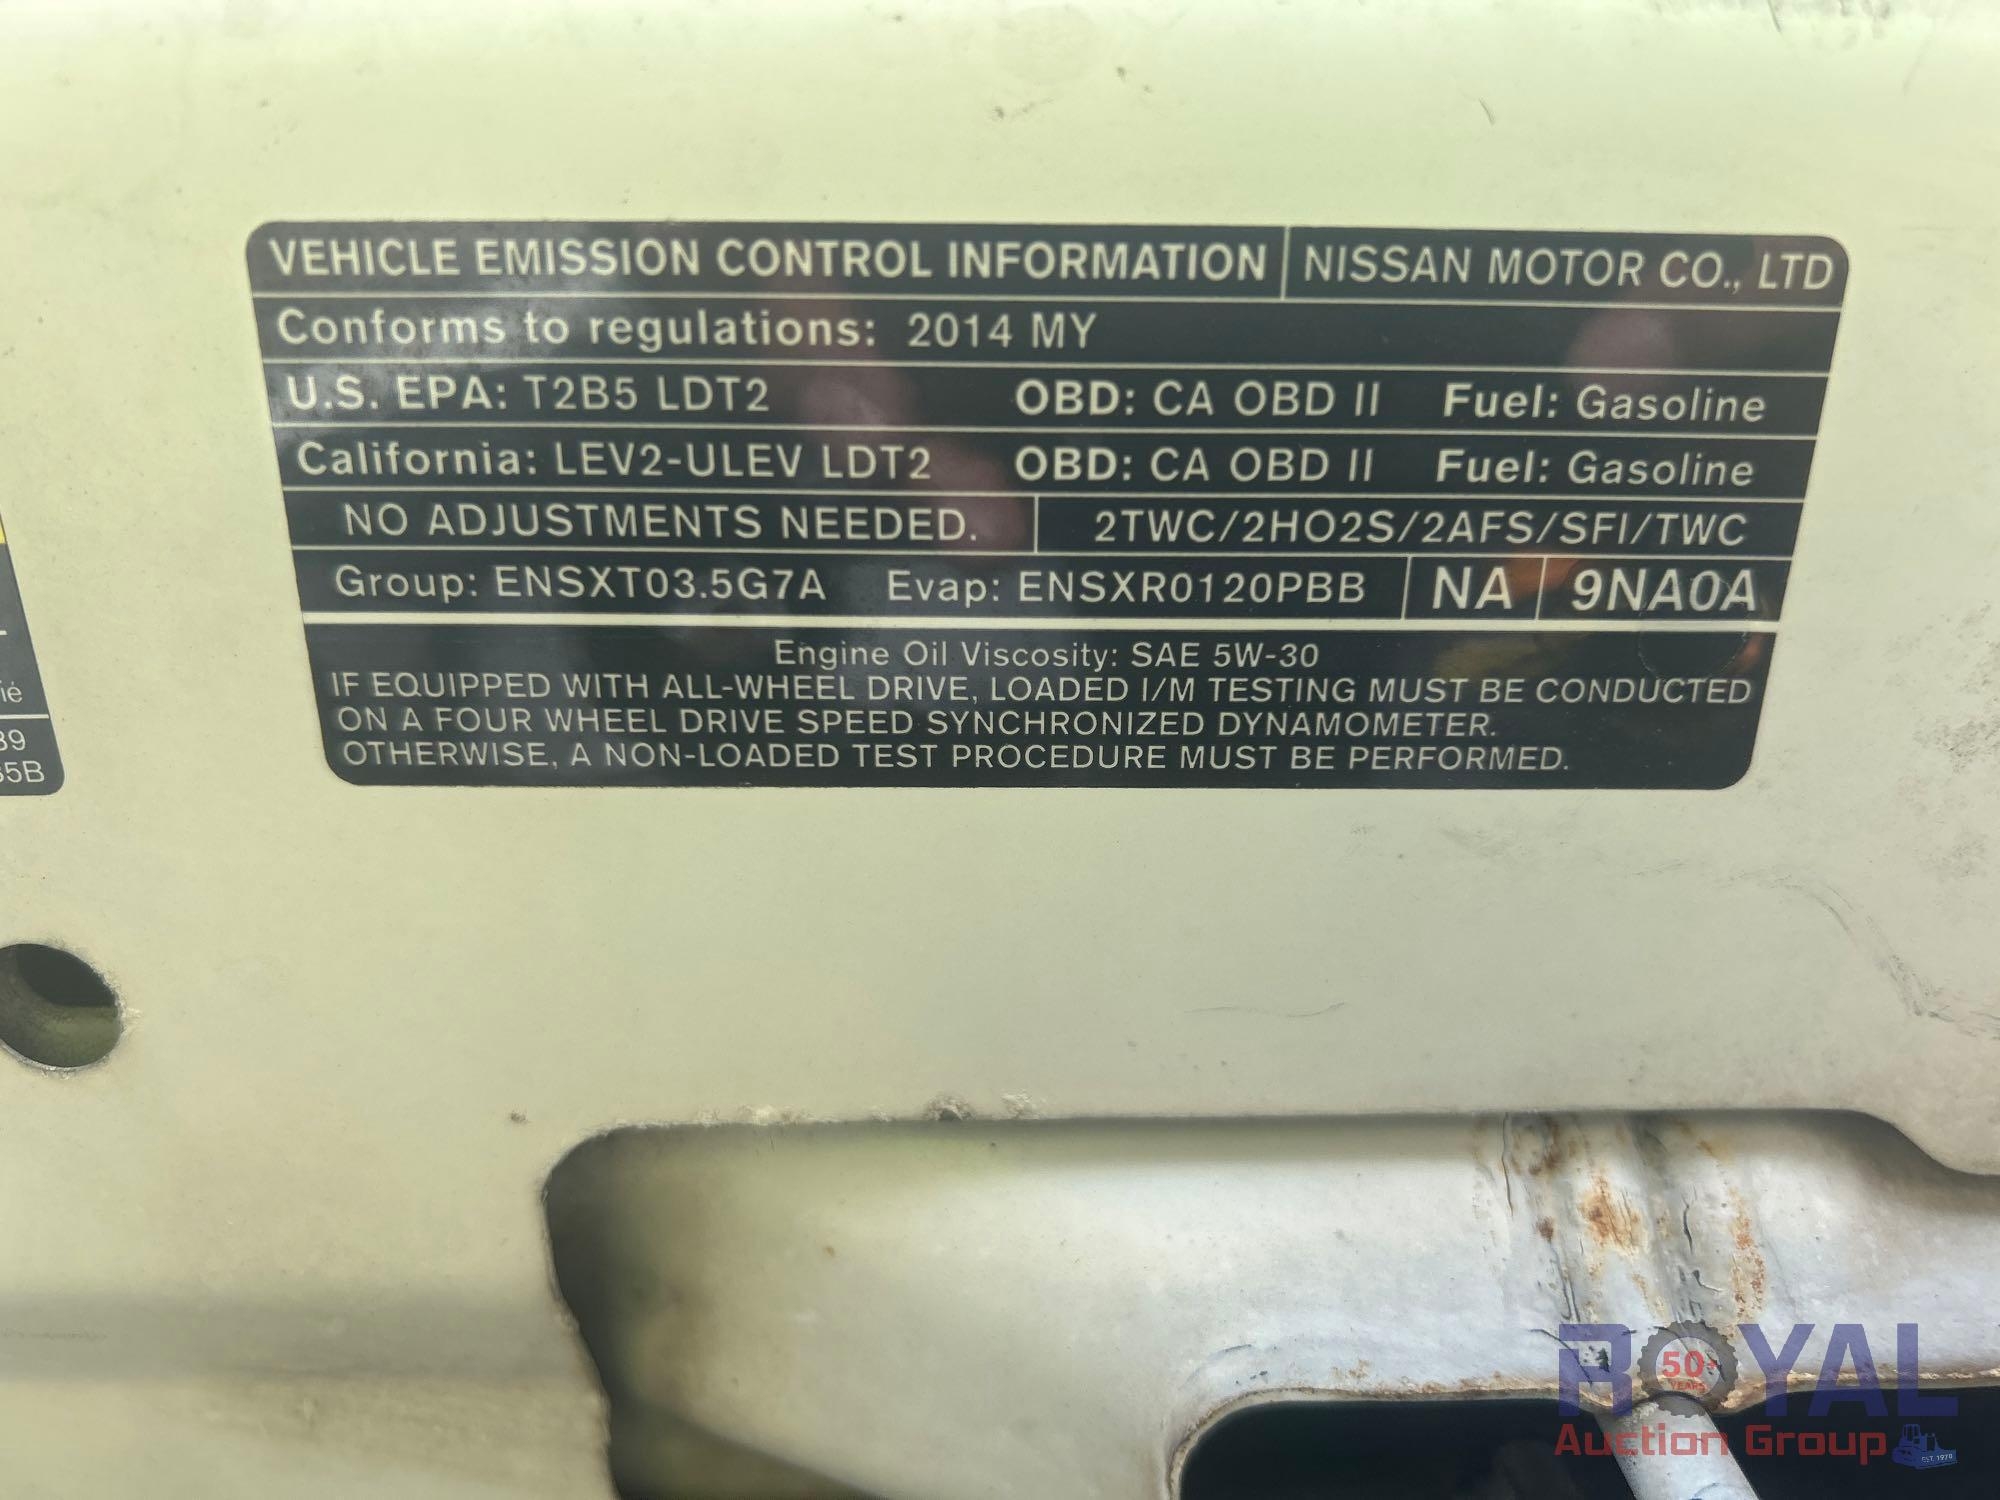 VEHICLE EMISSION CONTROL INFORMATION NISSAN MOTOR CO., LTD
Conforms to regulations: 2014 MY
U.S. EPA: T2B5 LDT2 OBD: CA OBD II Fuel: Gasoline
California: LEV2-ULEV LDT2 OBD: CA OBD II Fuel: Gasoline
NO ADJUSTMENTS NEEDED. 2TWC/2HO2S/2AFS/SFI/TWC
Group: ENSXT03.5G7A Evap: ENSXR0120PBB NA 9NA0A
Engine Oil Viscosity: SAE 5W-30
IF EQUIPPED WITH ALL-WHEEL DRIVE, LOADED I/M TESTING MUST BE CONDUCTED
ON A FOUR WHEEL DRIVE SPEED SYNCHRONIZED DYNAMOMETER.
OTHERWISE, A NON-LOADED TEST PROCEDURE MUST BE PERFORMED.
ROYAL
50+
YEARS
Auction Group
EST. 1970